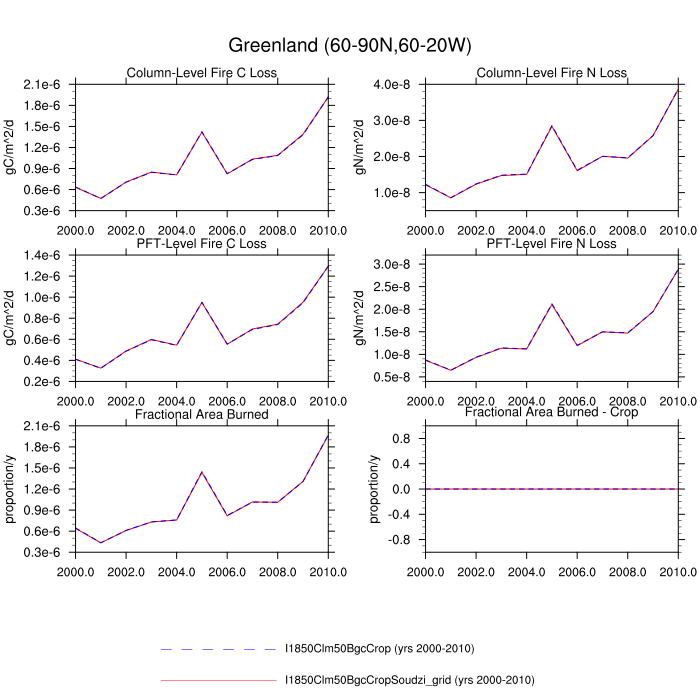 Greenland (60-90N,60-20W)
Column-Level Fire C Loss
gC/m^2/d
2.1e-6
1.8e-6
1.5e-6
1.2e-6
0.9e-6
0.6e-6
0.3e-6
2000.0 2002.0 2004.0 2006.0 2008.0 2010.0
Column-Level Fire N Loss
gN/m^2/d
4.0e-8
3.0e-8
2.0e-8
1.0e-8
2000.0 2002.0 2004.0 2006.0 2008.0 2010.0
PFT-Level Fire C Loss
gC/m^2/d
1.4e-6
1.2e-6
1.0e-6
0.8e-6
0.6e-6
0.4e-6
0.2e-6
2000.0 2002.0 2004.0 2006.0 2008.0 2010.0
PFT-Level Fire N Loss
gN/m^2/d
3.0e-8
2.5e-8
2.0e-8
1.5e-8
1.0e-8
0.5e-8
2000.0 2002.0 2004.0 2006.0 2008.0 2010.0
Fractional Area Burned
proportion/y
2.1e-6
1.8e-6
1.5e-6
1.2e-6
0.9e-6
0.6e-6
0.3e-6
2000.0 2002.0 2004.0 2006.0 2008.0 2010.0
Fractional Area Burned - Crop
proportion/y
0.8
0.4
0.0
-0.4
-0.8
2000.0 2002.0 2004.0 2006.0 2008.0 2010.0
I1850Clm50BgcCrop (yrs 2000-2010)
I1850Clm50BgcCropSoudzi_grid (yrs 2000-2010)